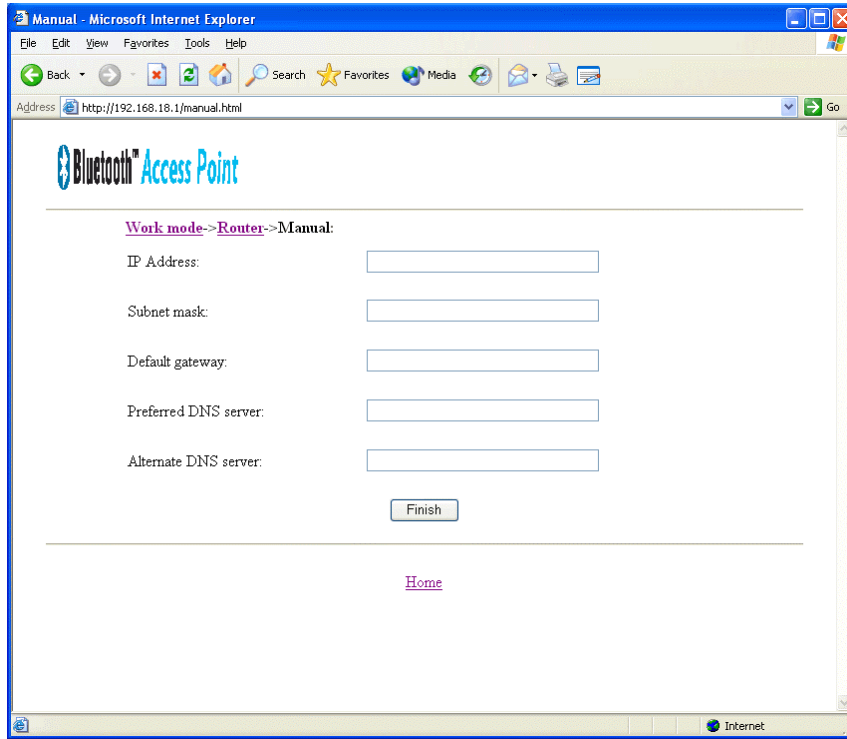 Manual - Microsoft Internet Explorer
File Edit View Favorites Tools Help
Back Search Favorites Media
Address http://192.168.18.1/manual.html Go
Bluetooth™ Access Point
Work mode->Router->Manual:
IP Address:
Subnet mask:
Default gateway:
Preferred DNS server:
Alternate DNS server:
Finish
Home
Internet